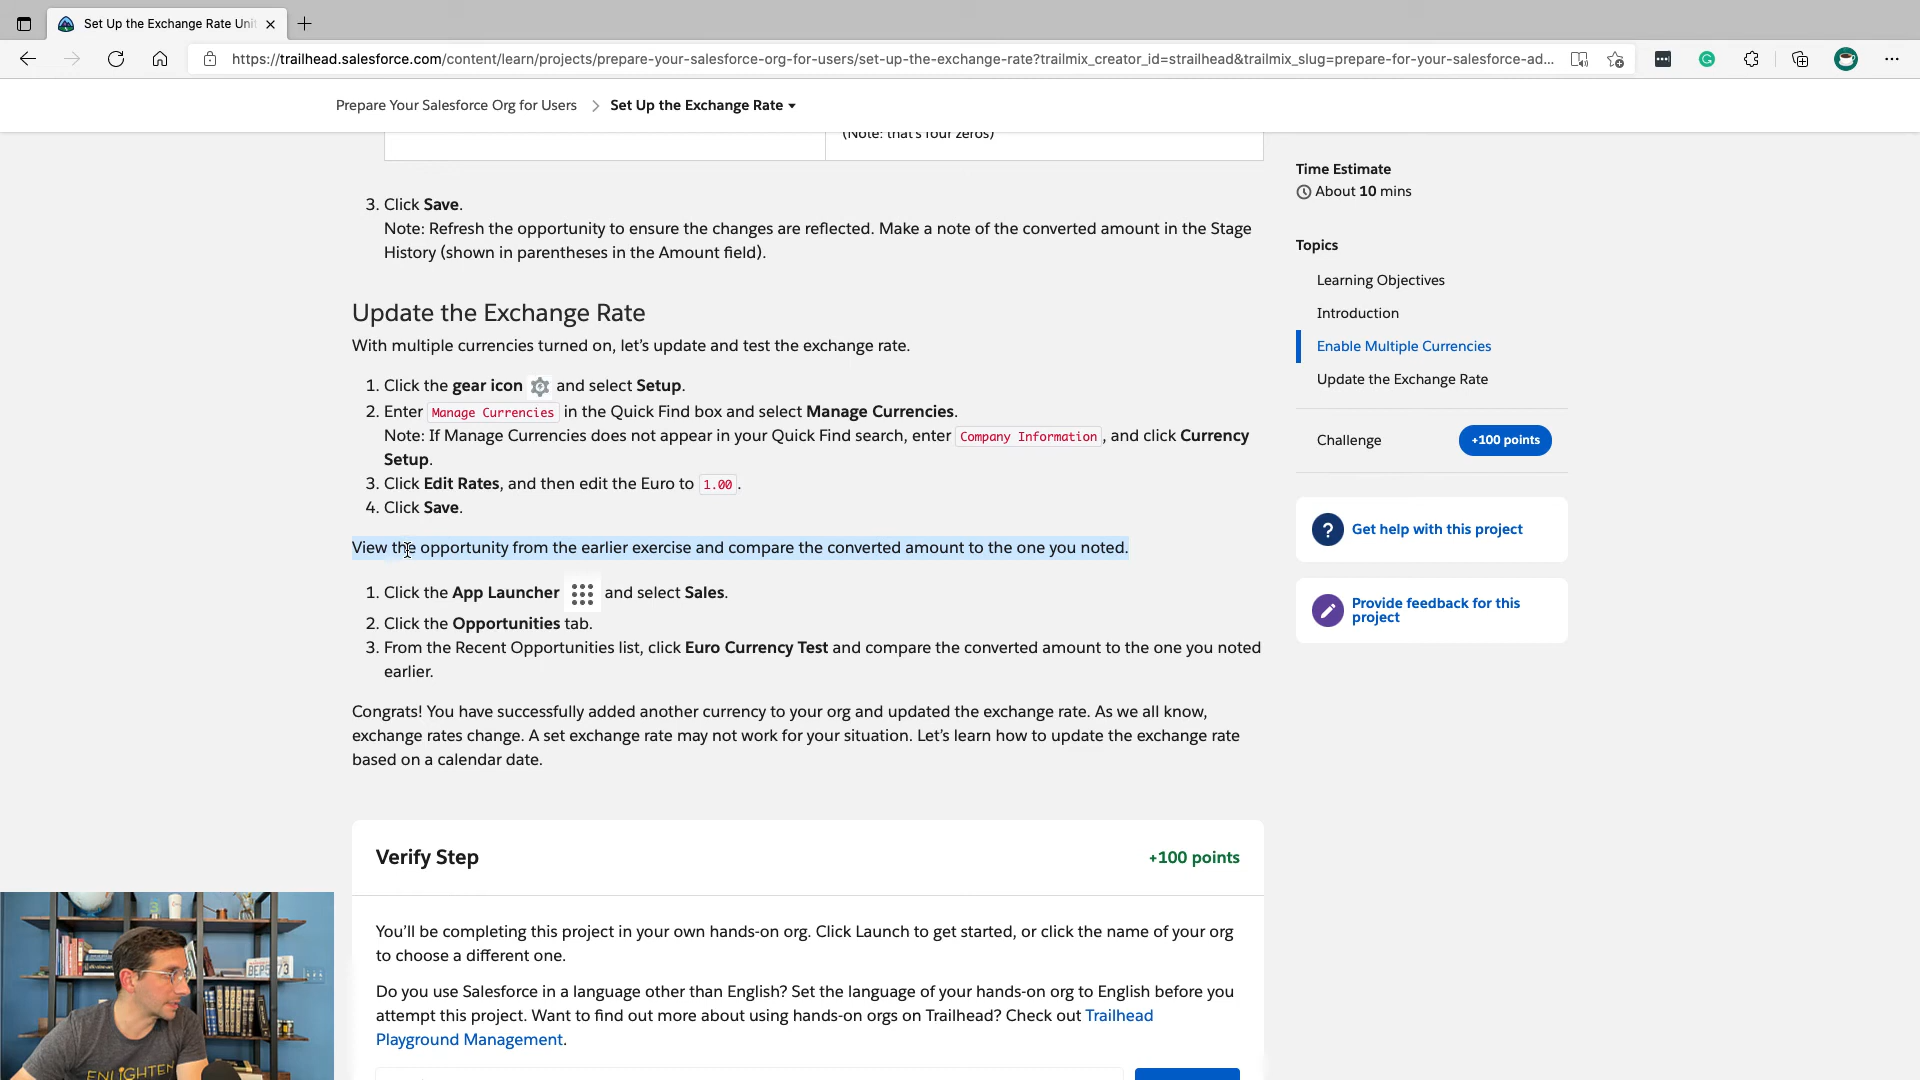 Set Up the Exchange Rate Uni
https://trailhead.salesforce.com/content/learn/projects/prepare-your-salesforce-org-for-users/set-up-the-exchange-rate?trailmix_creator_id=strailhead&trailmix_slug=prepare-for-your-salesforce-ad...
Prepare Your Salesforce Org for Users > Set Up the Exchange Rate
(Note: that's four zeros)
3. Click Save.
Note: Refresh the opportunity to ensure the changes are reflected. Make a note of the converted amount in the Stage
History (shown in parentheses in the Amount field).
Update the Exchange Rate
With multiple currencies turned on, let's update and test the exchange rate.
1. Click the gear icon and select Setup.
2. Enter Manage Currencies in the Quick Find box and select Manage Currencies.
Note: If Manage Currencies does not appear in your Quick Find search, enter Company Information, and click Currency
Setup.
3. Click Edit Rates, and then edit the Euro to 1.00.
4. Click Save.
View the opportunity from the earlier exercise and compare the converted amount to the one you noted.
1. Click the App Launcher and select Sales.
2. Click the Opportunities tab.
3. From the Recent Opportunities list, click Euro Currency Test and compare the converted amount to the one you noted
earlier.
Congrats! You have successfully added another currency to your org and updated the exchange rate. As we all know,
exchange rates change. A set exchange rate may not work for your situation. Let's learn how to update the exchange rate
based on a calendar date.
Verify Step
+100 points
You'll be completing this project in your own hands-on org. Click Launch to get started, or click the name of your org
to choose a different one.
Do you use Salesforce in a language other than English? Set the language of your hands-on org to English before you
attempt this project. Want to find out more about using hands-on orgs on Trailhead? Check out Trailhead
Playground Management.
Time Estimate
About 10 mins
Topics
Learning Objectives
Introduction
Enable Multiple Currencies
Update the Exchange Rate
Challenge
+100 points
? Get help with this project
Provide feedback for this
project
ENLIGHTEN